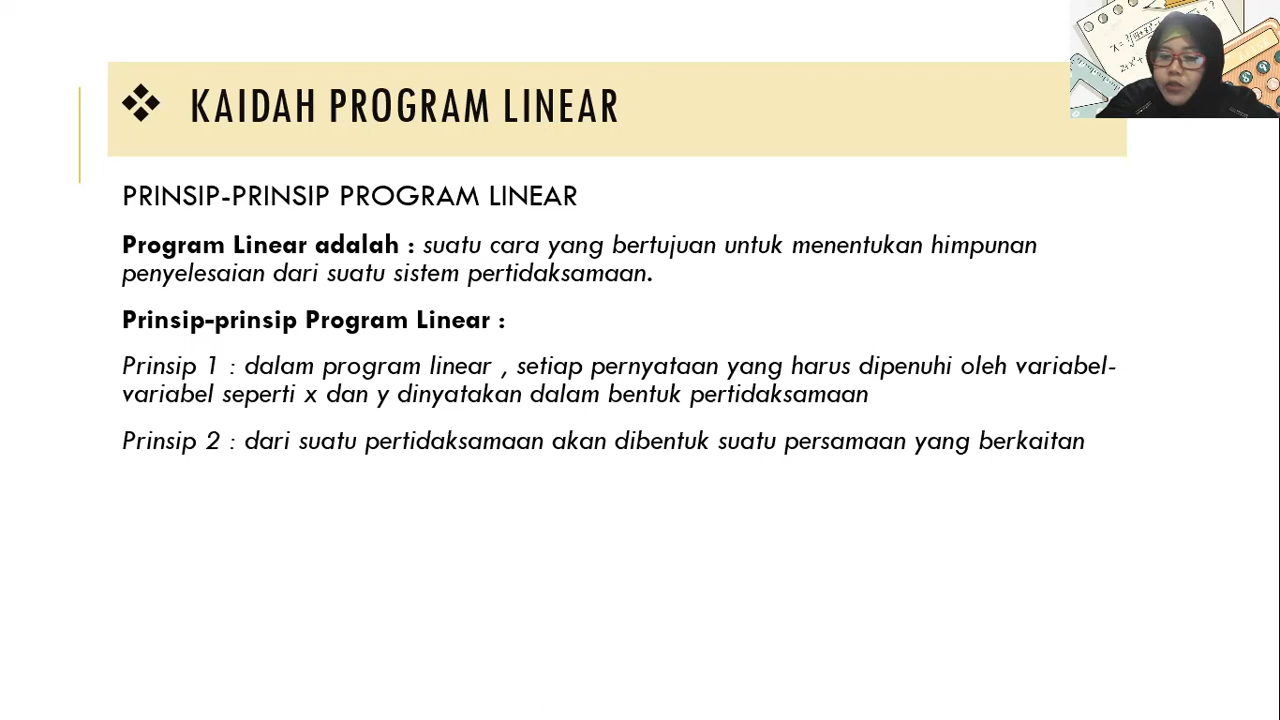 KAIDAH PROGRAM LINEAR
PRINSIP-PRINSIP PROGRAM LINEAR
Program Linear adalah : suatu cara yang bertujuan untuk menentukan himpunan
penyelesaian dari suatu sistem pertidaksamaan.
Prinsip-prinsip Program Linear :
Prinsip 1 : dalam program linear , setiap pernyataan yang harus dipenuhi oleh variabel-
variabel seperti x dan y dinyatakan dalam bentuk pertidaksamaan
Prinsip 2 : dari suatu pertidaksamaan akan dibentuk suatu persamaan yang berkaitan